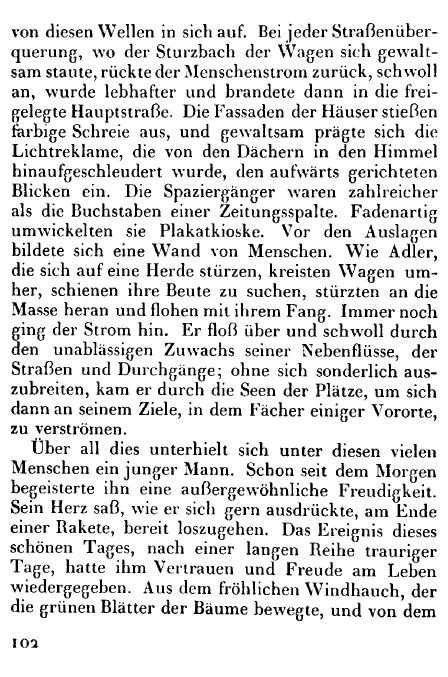 von diesen Wellen in sich auf. Bei jeder Straßenüber-
querung, wo der Sturzbach der Wagen sich gewalt-
sam staute, rückte der Menschenstrom zurück, schwoll
an, wurde lebhafter und brandete dann in die frei-
gelegte Hauptstraße. Die Fassaden der Häuser stießen
farbige Schreie aus, und gewaltsam prägte sich die
Lichtreklame, die von den Dächern in den Himmel
hinaufgeschleudert wurde, den aufwärts gerichteten
Blicken ein. Die Spaziergänger waren zahlreicher
als die Buchstaben einer Zeitungsspalte. Fadenartig
umwickelten sie Plakatkioske. Vor den Auslagen
bildete sich eine Wand von Menschen. Wie Adler,
die sich auf eine Herde stürzen, kreisten Wagen um-
her, schienen ihre Beute zu suchen, stürzten an die
Masse heran und flohen mit ihrem Fang. Immer noch
ging der Strom hin. Er floß über und schwoll durch
den unablässigen Zuwachs seiner Nebenflüsse, der
Straßen und Durchgänge; ohne sich sonderlich aus-
zubreiten, kam er durch die Seen der Plätze, um sich
dann an seinem Ziele, in dem Fächer einiger Vororte,
zu verströmen.
Über all dies unterhielt sich unter diesen vielen
Menschen ein junger Mann. Schon seit dem Morgen
begeisterte ihn eine außergewöhnliche Freudigkeit.
Sein Herz saß, wie er sich gern ausdrückte, am Ende
einer Rakete, bereit loszugehen. Das Ereignis dieses
schönen Tages, nach einer langen Reihe trauriger
Tage, hatte ihm Vertrauen und Freude am Leben
wiedergegeben. Aus dem fröhlichen Windhauch, der
die grünen Blätter der Bäume bewegte, und von dem
102